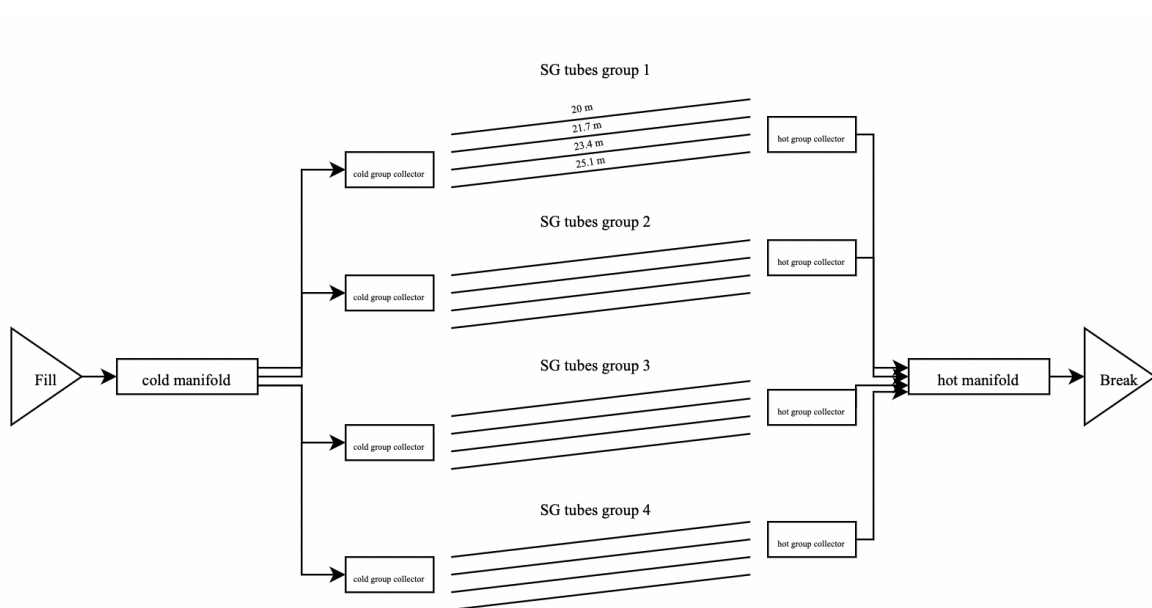 SG tubes group 1
20 m
21.7 m
23.4 m
25.1 m
cold group collector
hot group collector
SG tubes group 2
cold group collector
hot group collector
SG tubes group 3
cold group collector
hot group collector
Fill
cold manifold
hot manifold
Break
SG tubes group 4
cold group collector
hot group collector